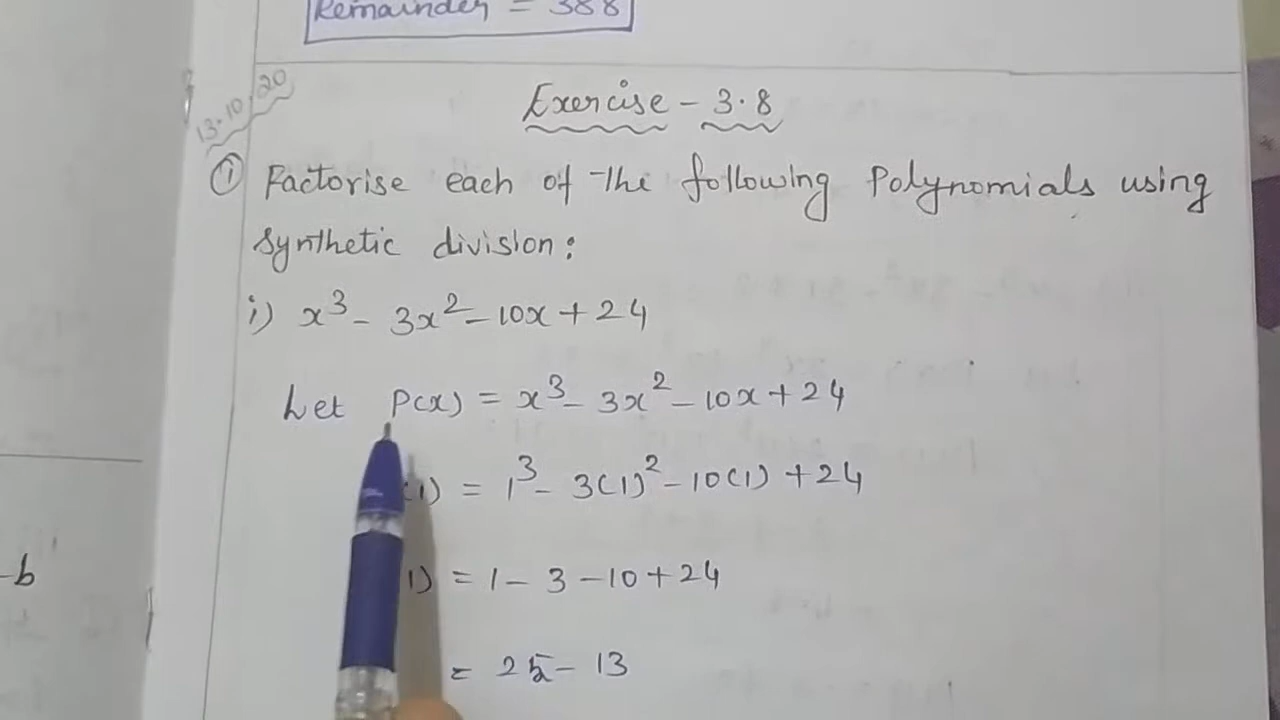 Remainder = 388
13.10.20
Exercise - 3.8
① Factorise each of the following Polynomials using
Synthetic division:
i) x³ - 3x² - 10x + 24
Let P(x) = x³ - 3x² - 10x + 24
(1) = 1³ - 3(1)² - 10(1) + 24
1) = 1 - 3 - 10 + 24
= 25 - 13
-b